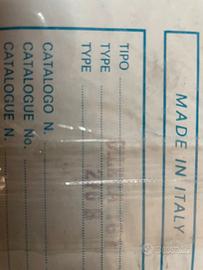 MADE IN ITALY
TIPO
TYPE
TYPE
CATALOGO N.
CATALOGUE No.
CATALOGUE N.